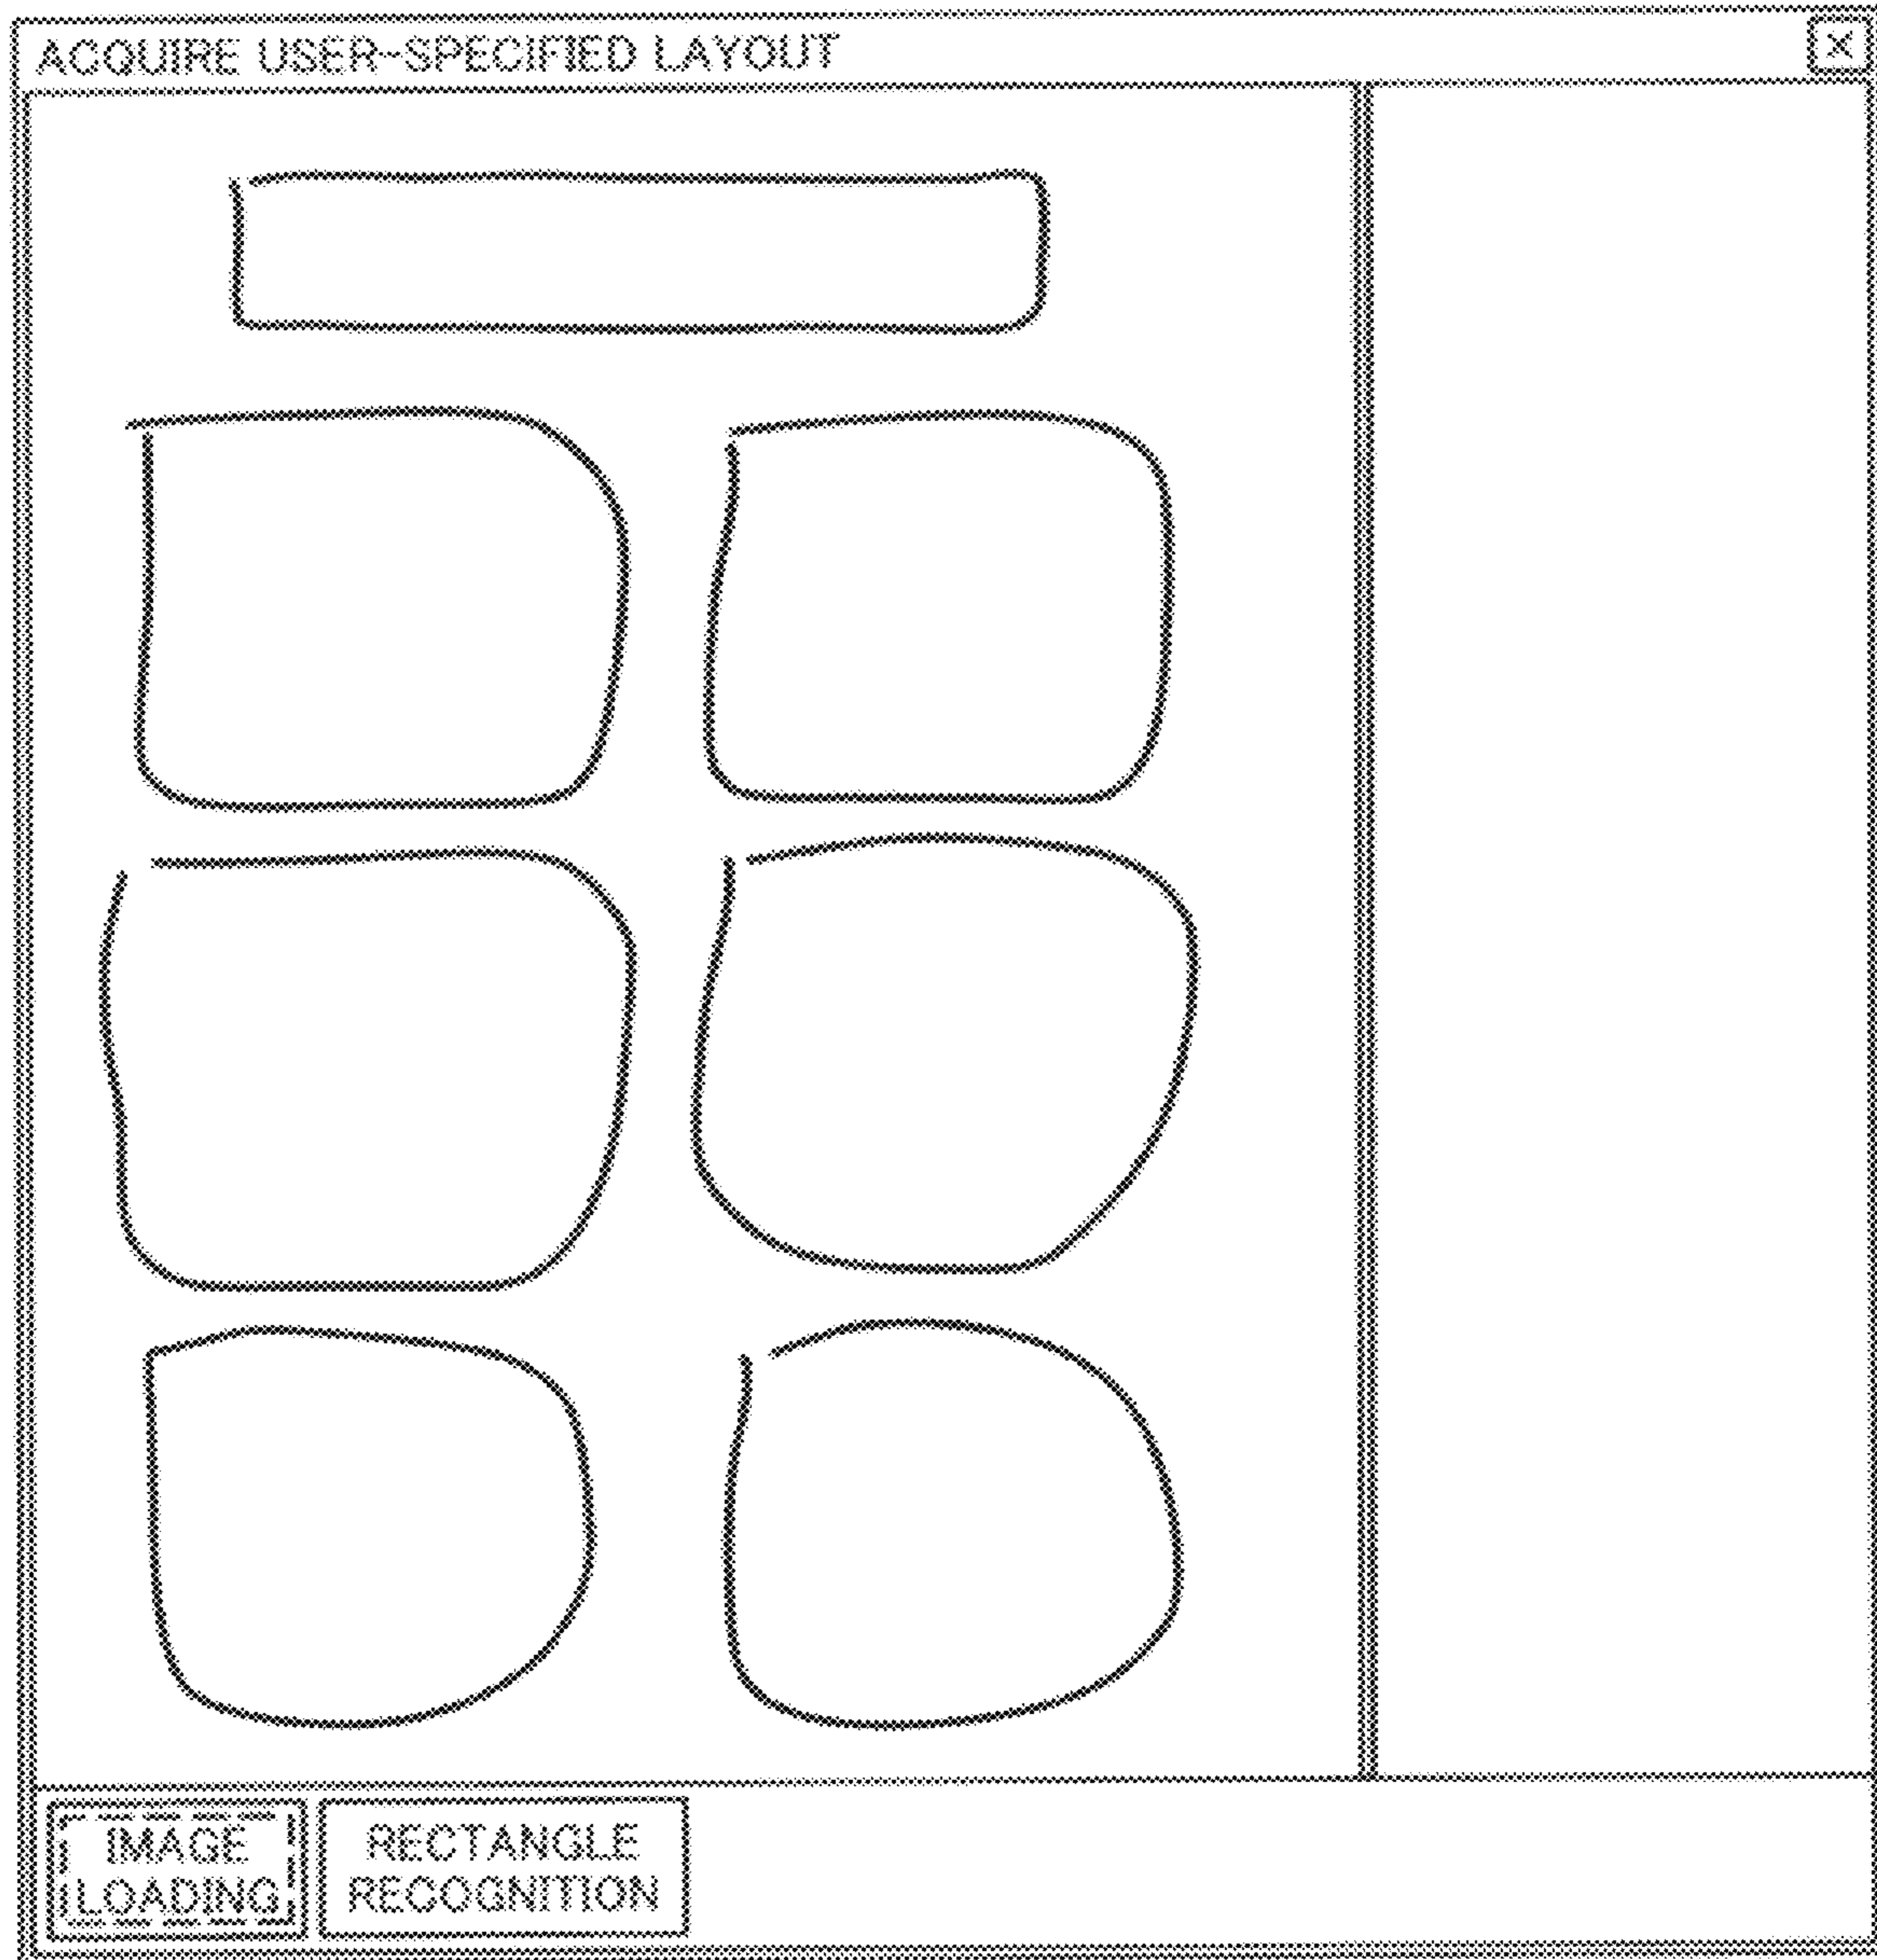 ACQUIRE USER-SPECIFIED LAYOUT
×
IMAGE
LOADING
RECTANGLE
RECOGNITION